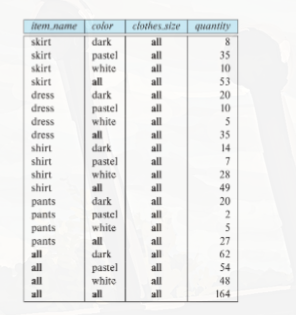 item_name color clothes_size quantity
skirt dark all 8
skirt pastel all 35
skirt white all 10
skirt all all 53
dress dark all 20
dress pastel all 10
dress white all 5
dress all all 35
shirt dark all 14
shirt pastel all 7
shirt white all 28
shirt all all 49
pants dark all 20
pants pastel all 2
pants white all 5
pants all all 27
all dark all 62
all pastel all 54
all white all 48
all all all 164